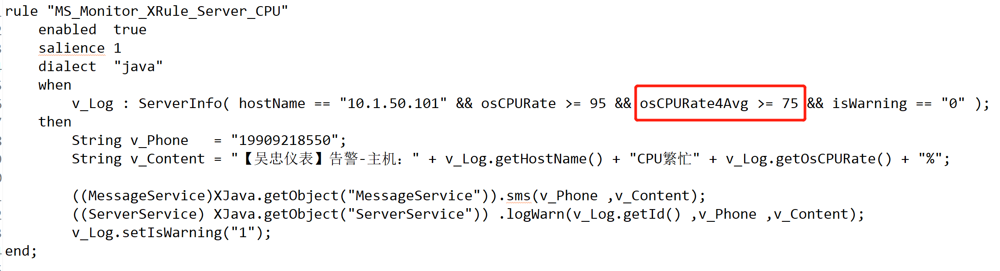 rule "MS_Monitor_XRule_Server_CPU"
enabled  true
salience 1
dialect  "java"
when
v_Log : ServerInfo( hostName == "10.1.50.101" && osCPURate >= 95 && osCPURate4Avg >= 75 && isWarning == "0" );
then
String v_Phone   = "19909218550";
String v_Content = "【吴忠仪表】告警-主机：" + v_Log.getHostName() + "CPU繁忙" + v_Log.getOsCPURate() + "%";
((MessageService)XJava.getObject("MessageService")).sms(v_Phone ,v_Content);
((ServerService) XJava.getObject("ServerService")) .logWarn(v_Log.getId() ,v_Phone ,v_Content);
v_Log.setIsWarning("1");
end;